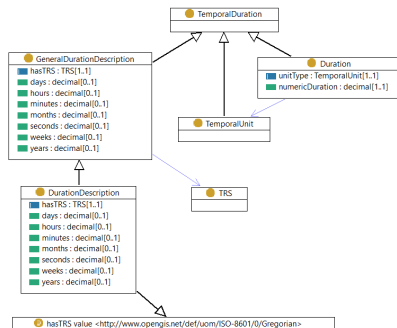 TemporalDuration
GeneralDurationDescription
hasTRS : TRS[1..1]
days : decimal[0..1]
hours : decimal[0..1]
minutes : decimal[0..1]
months : decimal[0..1]
seconds : decimal[0..1]
weeks : decimal[0..1]
years : decimal[0..1]
Duration
unitType : TemporalUnit[1..1]
numericDuration : decimal[1..1]
TemporalUnit
TRS
DurationDescription
hasTRS : TRS[1..1]
days : decimal[0..1]
hours : decimal[0..1]
minutes : decimal[0..1]
months : decimal[0..1]
seconds : decimal[0..1]
weeks : decimal[0..1]
years : decimal[0..1]
hasTRS value <http://www.opengis.net/def/uom/ISO-8601/0/Gregorian>